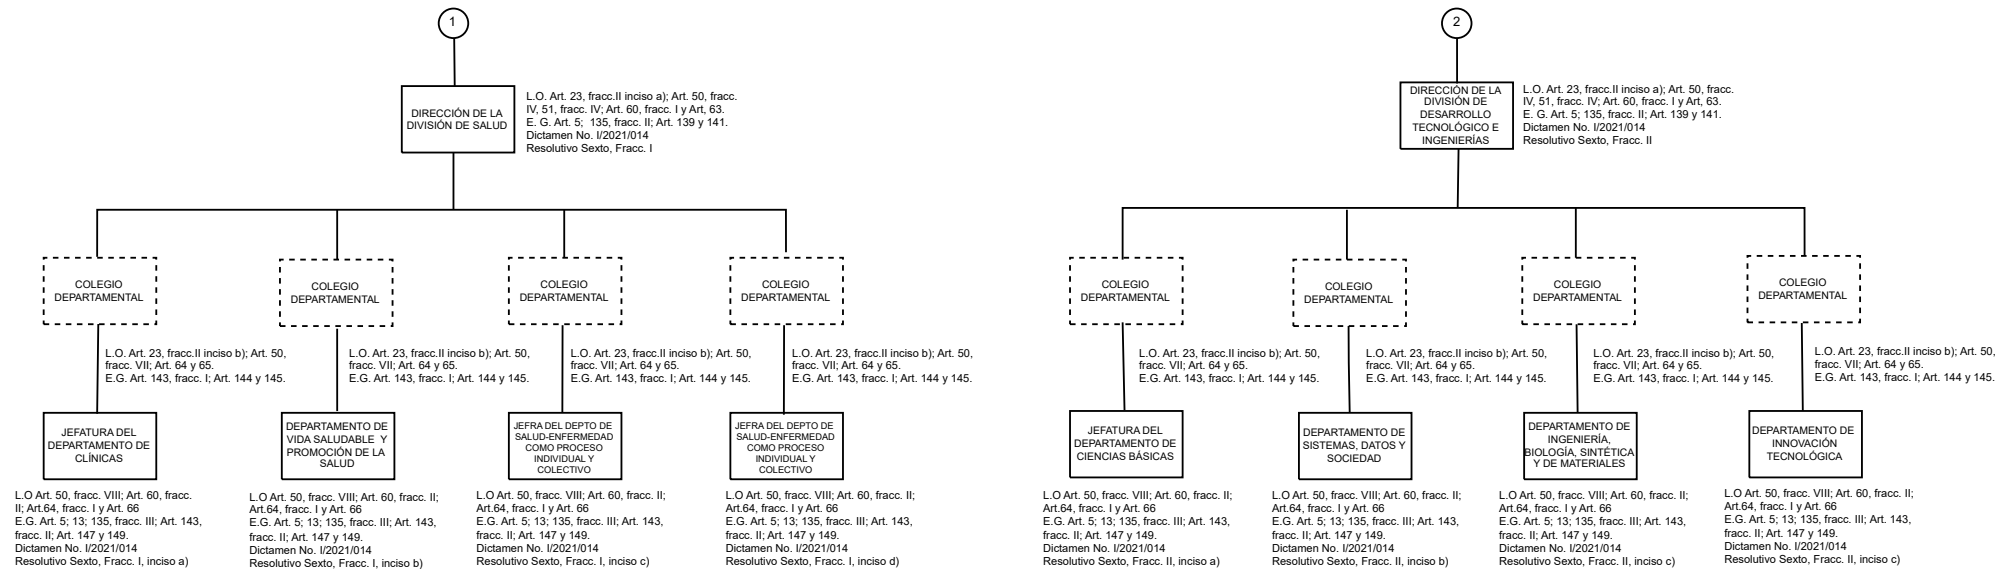 1
DIRECCIÓN DE LA
DIVISIÓN DE SALUD
L.O. Art. 23, fracc.II inciso a); Art. 50, fracc.
IV, 51, fracc. IV; Art. 60, fracc. I y Art, 63.
E. G. Art. 5; 135, fracc. II; Art. 139 y 141.
Dictamen No. I/2021/014
Resolutivo Sexto, Fracc. I
COLEGIO
DEPARTAMENTAL
COLEGIO
DEPARTAMENTAL
COLEGIO
DEPARTAMENTAL
COLEGIO
DEPARTAMENTAL
L.O. Art. 23, fracc.II inciso b); Art. 50,
fracc. VII; Art. 64 y 65.
E.G. Art. 143, fracc. I; Art. 144 y 145.
L.O. Art. 23, fracc.II inciso b); Art. 50,
fracc. VII; Art. 64 y 65.
E.G. Art. 143, fracc. I; Art. 144 y 145.
L.O. Art. 23, fracc.II inciso b); Art. 50,
fracc. VII; Art. 64 y 65.
E.G. Art. 143, fracc. I; Art. 144 y 145.
L.O. Art. 23, fracc.II inciso b); Art. 50,
fracc. VII; Art. 64 y 65.
E.G. Art. 143, fracc. I; Art. 144 y 145.
JEFATURA DEL
DEPARTAMENTO DE
CLÍNICAS
DEPARTAMENTO DE
VIDA SALUDABLE Y
PROMOCIÓN DE LA
SALUD
JEFRA DEL DEPTO DE
SALUD-ENFERMEDAD
COMO PROCESO
INDIVIDUAL Y
COLECTIVO
JEFRA DEL DEPTO DE
SALUD-ENFERMEDAD
COMO PROCESO
INDIVIDUAL Y
COLECTIVO
L.O Art. 50, fracc. VIII; Art. 60, fracc.
II; Art.64, fracc. I y Art. 66
E.G. Art. 5; 13; 135, fracc. III; Art. 143,
fracc. II; Art. 147 y 149.
Dictamen No. I/2021/014
Resolutivo Sexto, Fracc. I, inciso a)
L.O Art. 50, fracc. VIII; Art. 60, fracc. II;
Art.64, fracc. I y Art. 66
E.G. Art. 5; 13; 135, fracc. III; Art. 143,
fracc. II; Art. 147 y 149.
Dictamen No. I/2021/014
Resolutivo Sexto, Fracc. I, inciso b)
L.O Art. 50, fracc. VIII; Art. 60, fracc. II;
Art.64, fracc. I y Art. 66
E.G. Art. 5; 13; 135, fracc. III; Art. 143,
fracc. II; Art. 147 y 149.
Dictamen No. I/2021/014
Resolutivo Sexto, Fracc. I, inciso c)
L.O Art. 50, fracc. VIII; Art. 60, fracc. II;
Art.64, fracc. I y Art. 66
E.G. Art. 5; 13; 135, fracc. III; Art. 143,
fracc. II; Art. 147 y 149.
Dictamen No. I/2021/014
Resolutivo Sexto, Fracc. I, inciso d)
2
DIRECCIÓN DE LA
DIVISIÓN DE
DESARROLLO
TECNOLÓGICO E
INGENIERÍAS
L.O. Art. 23, fracc.II inciso a); Art. 50, fracc.
IV, 51, fracc. IV; Art. 60, fracc. I y Art, 63.
E. G. Art. 5; 135, fracc. II; Art. 139 y 141.
Dictamen No. I/2021/014
Resolutivo Sexto, Fracc. II
COLEGIO
DEPARTAMENTAL
COLEGIO
DEPARTAMENTAL
COLEGIO
DEPARTAMENTAL
COLEGIO
DEPARTAMENTAL
L.O. Art. 23, fracc.II inciso b); Art. 50,
fracc. VII; Art. 64 y 65.
E.G. Art. 143, fracc. I; Art. 144 y 145.
L.O. Art. 23, fracc.II inciso b); Art. 50,
fracc. VII; Art. 64 y 65.
E.G. Art. 143, fracc. I; Art. 144 y 145.
L.O. Art. 23, fracc.II inciso b); Art. 50,
fracc. VII; Art. 64 y 65.
E.G. Art. 143, fracc. I; Art. 144 y 145.
L.O. Art. 23, fracc.II inciso b); Art. 50,
fracc. VII; Art. 64 y 65.
E.G. Art. 143, fracc. I; Art. 144 y 145.
JEFATURA DEL
DEPARTAMENTO DE
CIENCIAS BÁSICAS
DEPARTAMENTO DE
SISTEMAS, DATOS Y
SOCIEDAD
DEPARTAMENTO DE
INGENIERÍA,
BIOLOGÍA, SINTÉTICA
Y DE MATERIALES
DEPARTAMENTO DE
INNOVACIÓN
TECNOLÓGICA
L.O Art. 50, fracc. VIII; Art. 60, fracc. II;
Art.64, fracc. I y Art. 66
E.G. Art. 5; 13; 135, fracc. III; Art. 143,
fracc. II; Art. 147 y 149.
Dictamen No. I/2021/014
Resolutivo Sexto, Fracc. II, inciso a)
L.O Art. 50, fracc. VIII; Art. 60, fracc. II;
Art.64, fracc. I y Art. 66
E.G. Art. 5; 13; 135, fracc. III; Art. 143,
fracc. II; Art. 147 y 149.
Dictamen No. I/2021/014
Resolutivo Sexto, Fracc. II, inciso b)
L.O Art. 50, fracc. VIII; Art. 60, fracc. II;
Art.64, fracc. I y Art. 66
E.G. Art. 5; 13; 135, fracc. III; Art. 143,
fracc. II; Art. 147 y 149.
Dictamen No. I/2021/014
Resolutivo Sexto, Fracc. II, inciso c)
L.O Art. 50, fracc. VIII; Art. 60, fracc. II;
Art.64, fracc. I y Art. 66
E.G. Art. 5; 13; 135, fracc. III; Art. 143,
fracc. II; Art. 147 y 149.
Dictamen No. I/2021/014
Resolutivo Sexto, Fracc. II, inciso c)